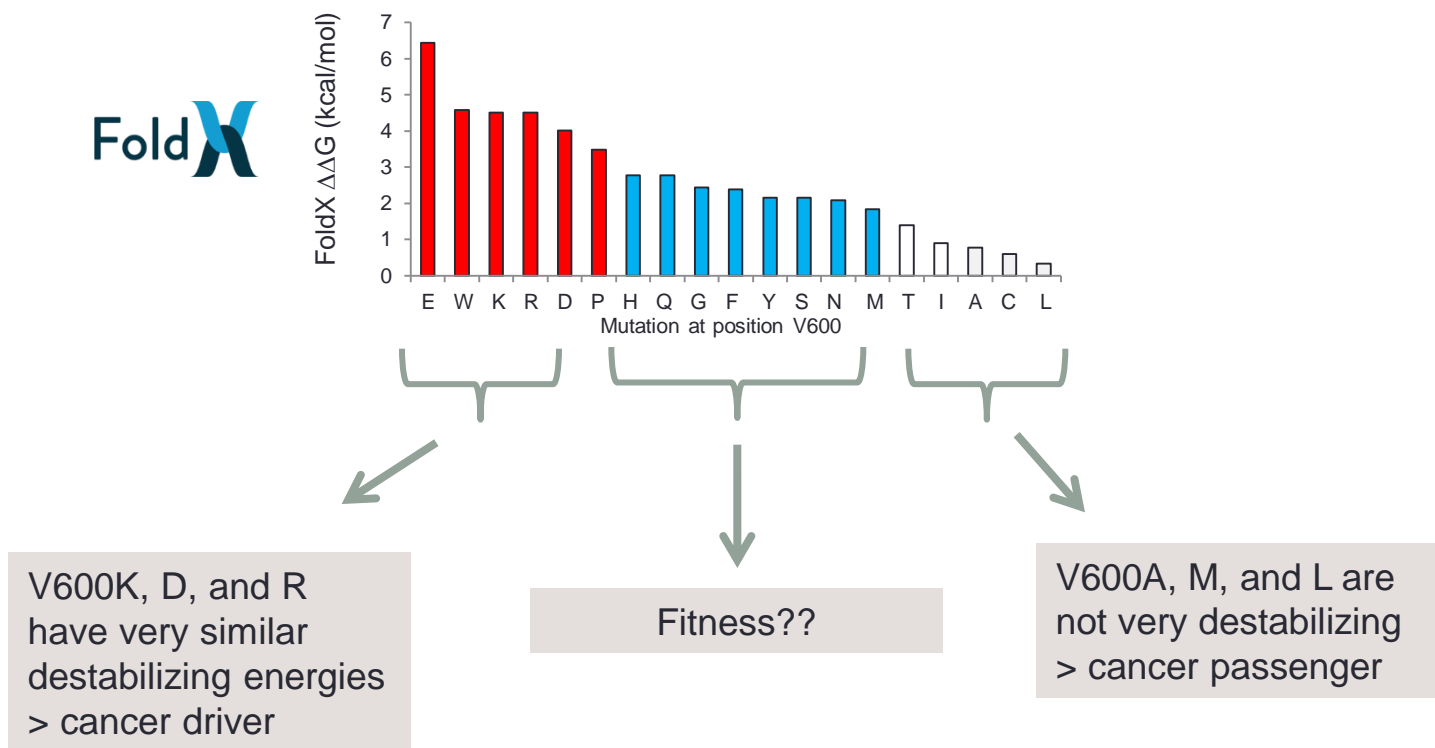 FoldX
FoldX ΔΔG (kcal/mol)
7
6
5
4
3
2
1
0
E W K R D P H Q G F Y S N M T I A C L
Mutation at position V600
V600K, D, and R
have very similar
destabilizing energies
> cancer driver
Fitness??
V600A, M, and L are
not very destabilizing
> cancer passenger